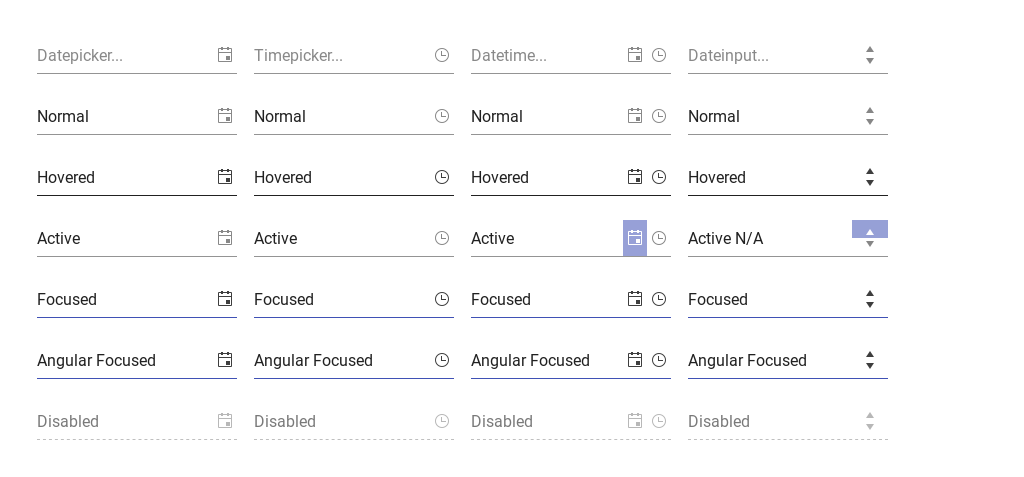 Datepicker... Timepicker... Datetime... Dateinput...
Normal Normal Normal Normal
Hovered Hovered Hovered Hovered
Active Active Active Active N/A
Focused Focused Focused Focused
Angular Focused Angular Focused Angular Focused Angular Focused
Disabled Disabled Disabled Disabled